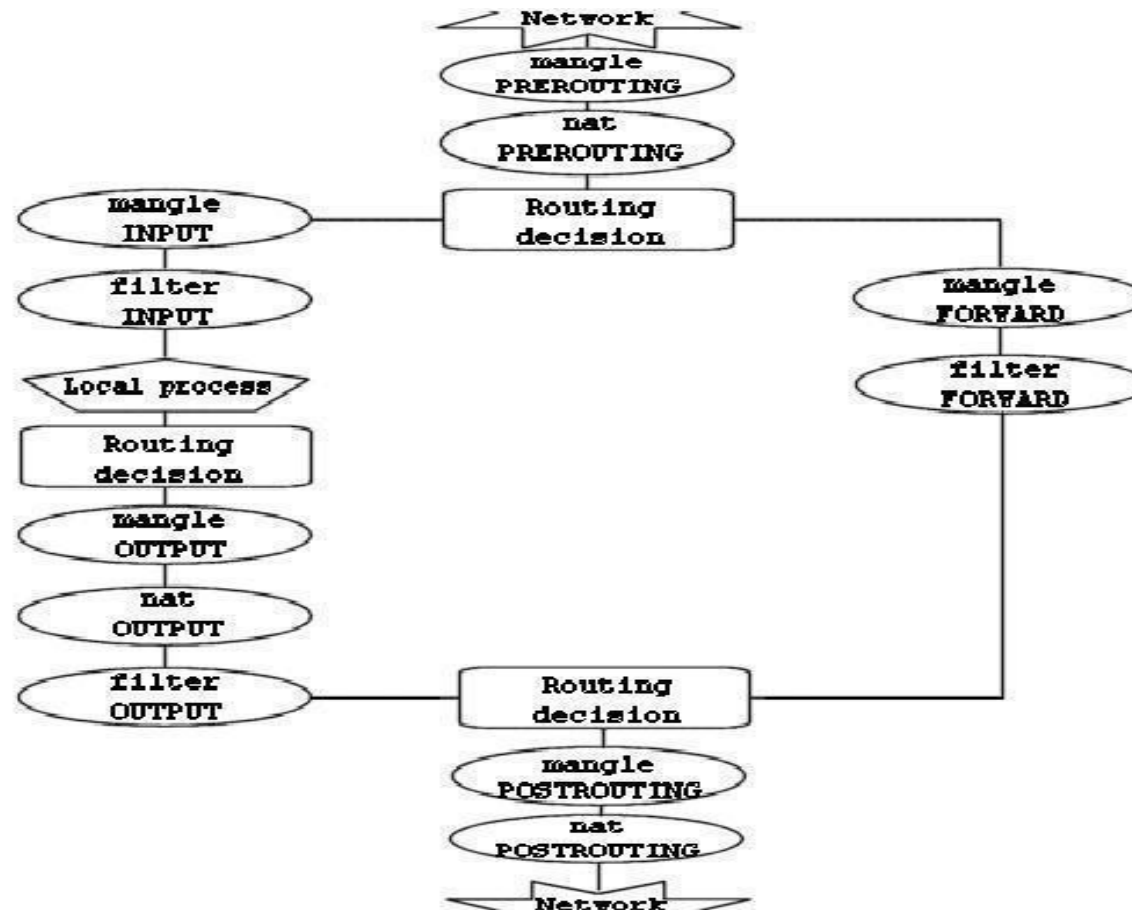 Network
mangle
PREROUTING
nat
PREROUTING
Routing
decision
mangle
INPUT
filter
INPUT
Local process
Routing
decision
mangle
OUTPUT
nat
OUTPUT
filter
OUTPUT
mangle
FORWARD
filter
FORWARD
Routing
decision
mangle
POSTROUTING
nat
POSTROUTING
Network